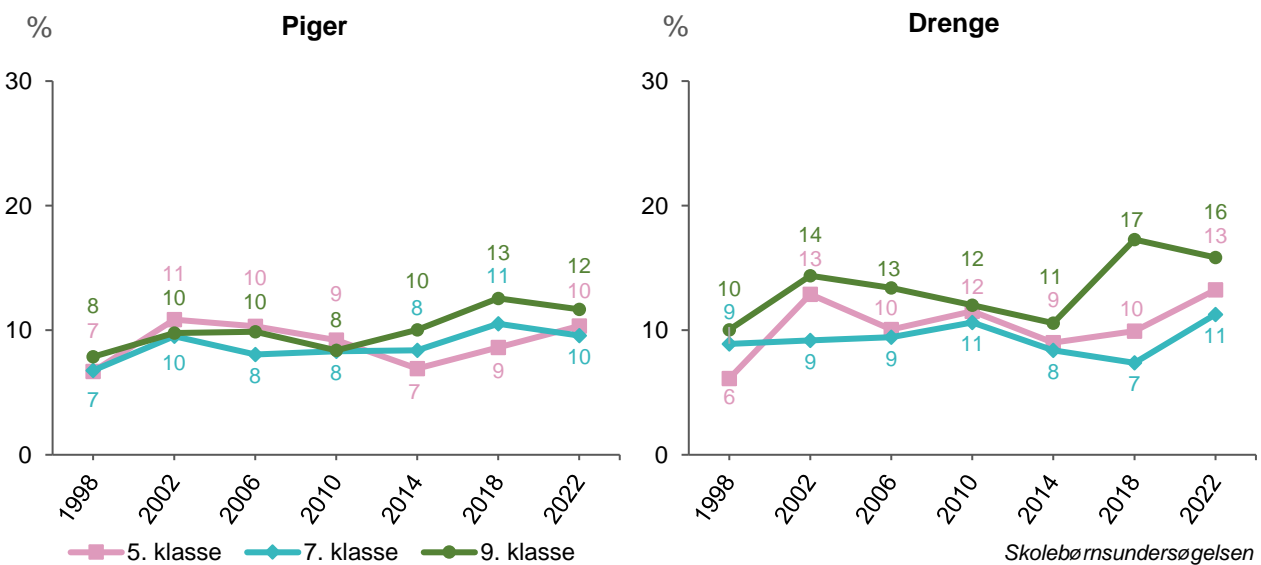 % Piger
30
20
10
0
8 10 10 8 10 13 12
7 11 10 9 7 9 10
7 10 8 8 8 11 10
1998 2002 2006 2010 2014 2018 2022
% Drenge
30
20
10
0
10 14 13 12 11 17 16
6 13 10 12 9 10 13
9 9 9 11 8 7 11
1998 2002 2006 2010 2014 2018 2022
5. klasse 7. klasse 9. klasse
Skolebørnsundersøgelsen